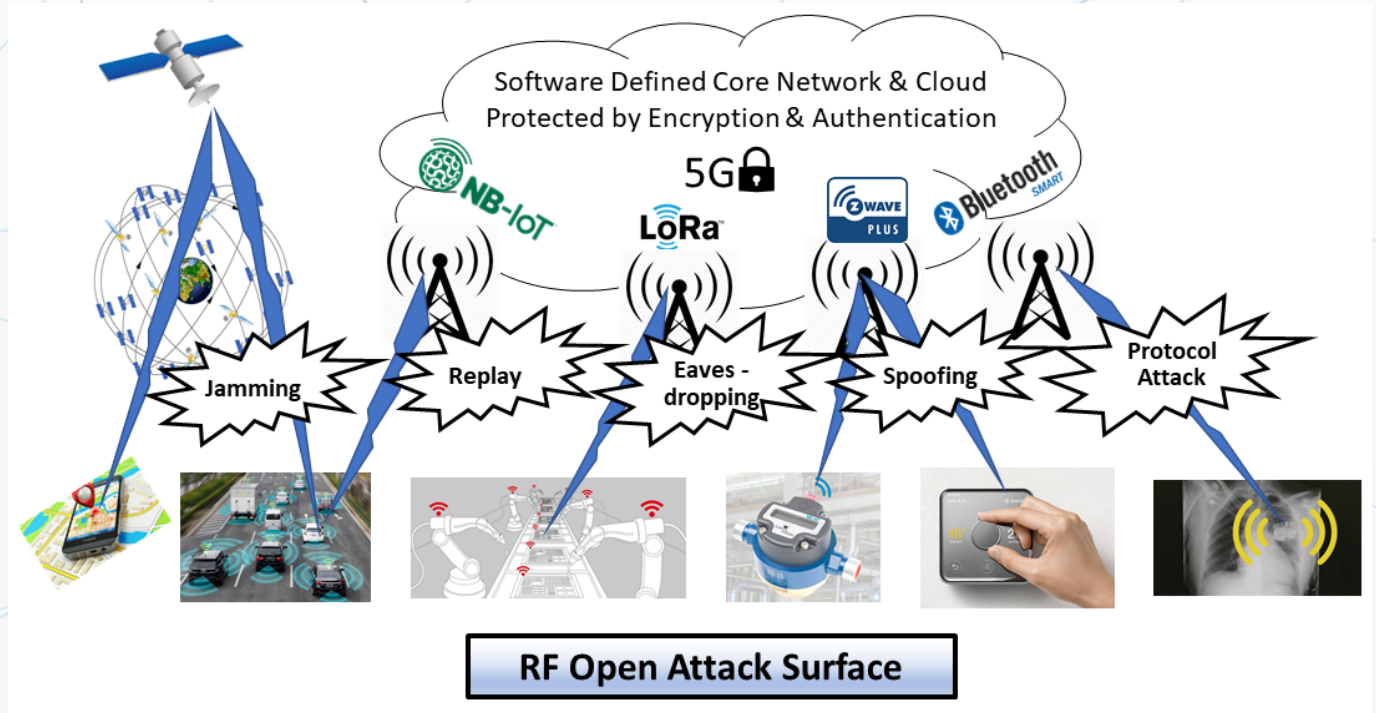 Software Defined Core Network & Cloud
Protected by Encryption & Authentication
5G
NB-IoT
LoRa™
Z WAVE
PLUS
Bluetooth
SMART
Jamming
Replay
Eaves -
dropping
Spoofing
Protocol
Attack
RF Open Attack Surface